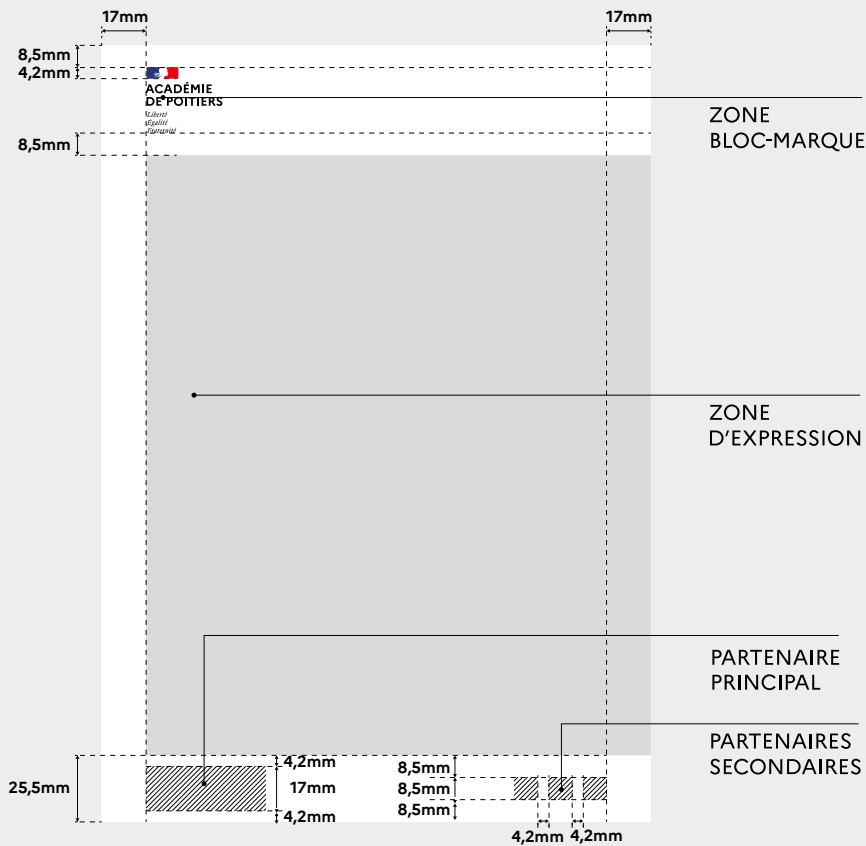 17mm
17mm
8,5mm
4,2mm
ACADÉMIE
DE POITIERS
Liberté
Égalité
Fraternité
ZONE
BLOC-MARQUE
8,5mm
ZONE
D'EXPRESSION
PARTENAIRE
PRINCIPAL
PARTENAIRES
SECONDAIRES
25,5mm
4,2mm
17mm
4,2mm
8,5mm
8,5mm
8,5mm
4,2mm
4,2mm